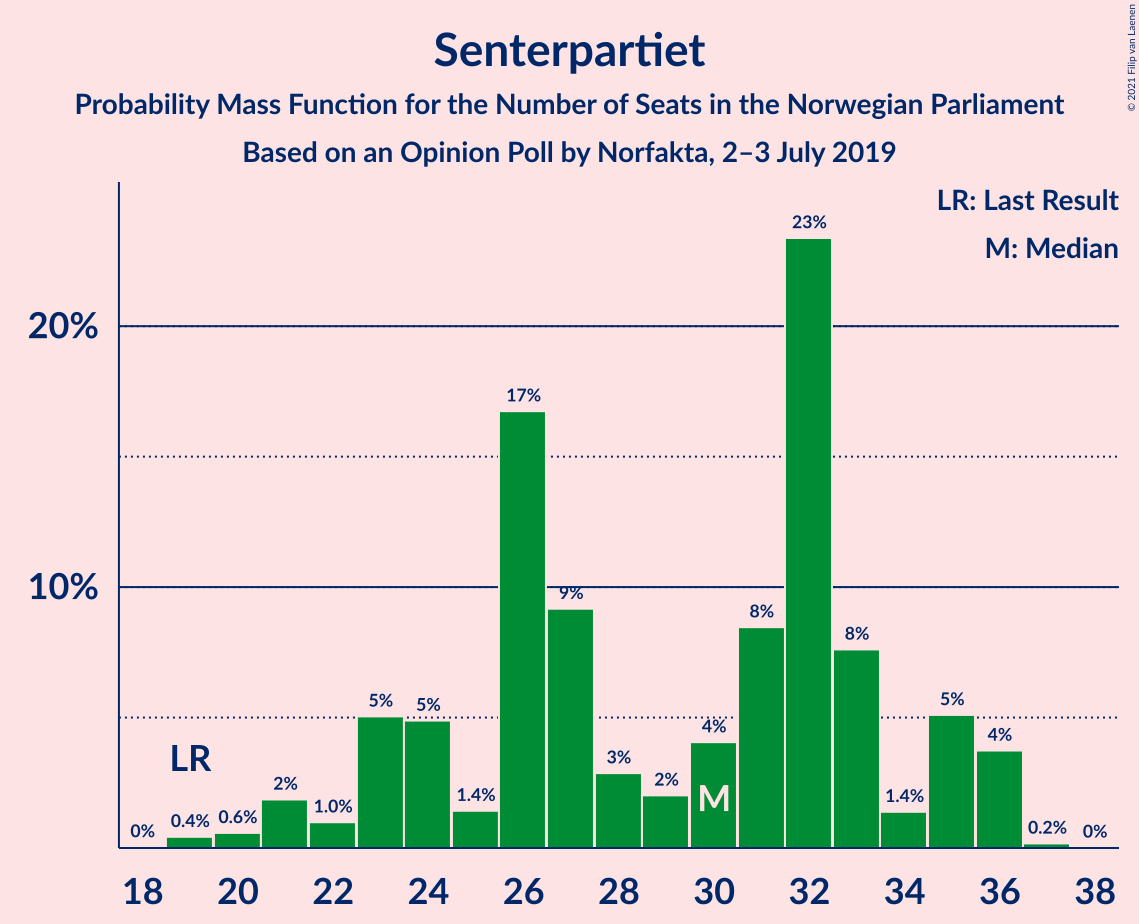 Senterpartiet
Probability Mass Function for the Number of Seats in the Norwegian Parliament
Based on an Opinion Poll by Norfakta, 2–3 July 2019
© 2021 Filip van Laenen
LR: Last Result
M: Median
20%
10%
0%
0.4%
0.6%
2%
1.0%
5%
5%
1.4%
17%
9%
3%
2%
4%
8%
23%
8%
1.4%
5%
4%
0.2%
0%
LR
M
18 20 22 24 26 28 30 32 34 36 38